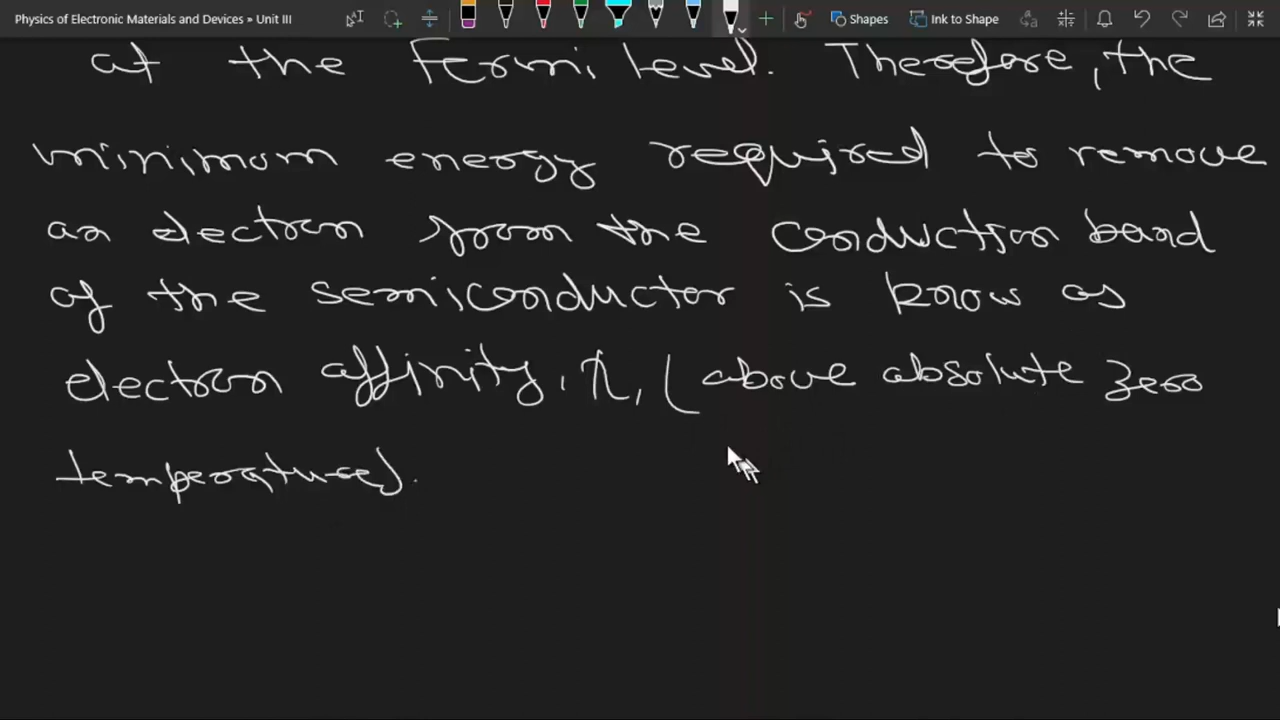 Physics of Electronic Materials and Devices » Unit III
Shapes
Ink to Shape
at the Fermi level. Therefore, the
minimum energy required to remove
an electron from the conduction band
of the semiconductor is know as
electron affinity, χ, (above absolute zero
temperature).